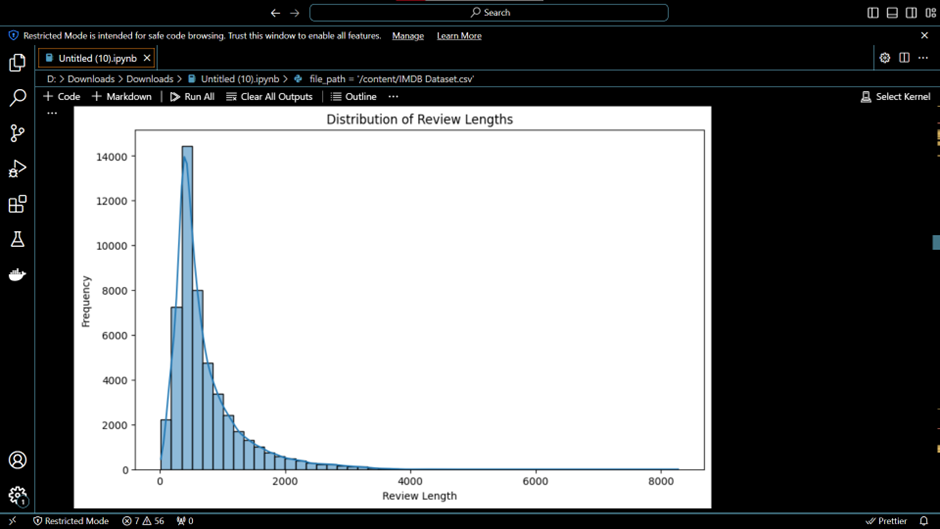 Search
Restricted Mode is intended for safe code browsing. Trust this window to enable all features. Manage Learn More
Untitled (10).ipynb
D: > Downloads > Downloads > Untitled (10).ipynb > file_path = '/content/IMDB Dataset.csv'
+ Code + Markdown Run All Clear All Outputs Outline ... Select Kernel
...
Distribution of Review Lengths
Frequency
14000
12000
10000
8000
6000
4000
2000
0
0 2000 4000 6000 8000
Review Length
1
Restricted Mode 7 56 0 Prettier